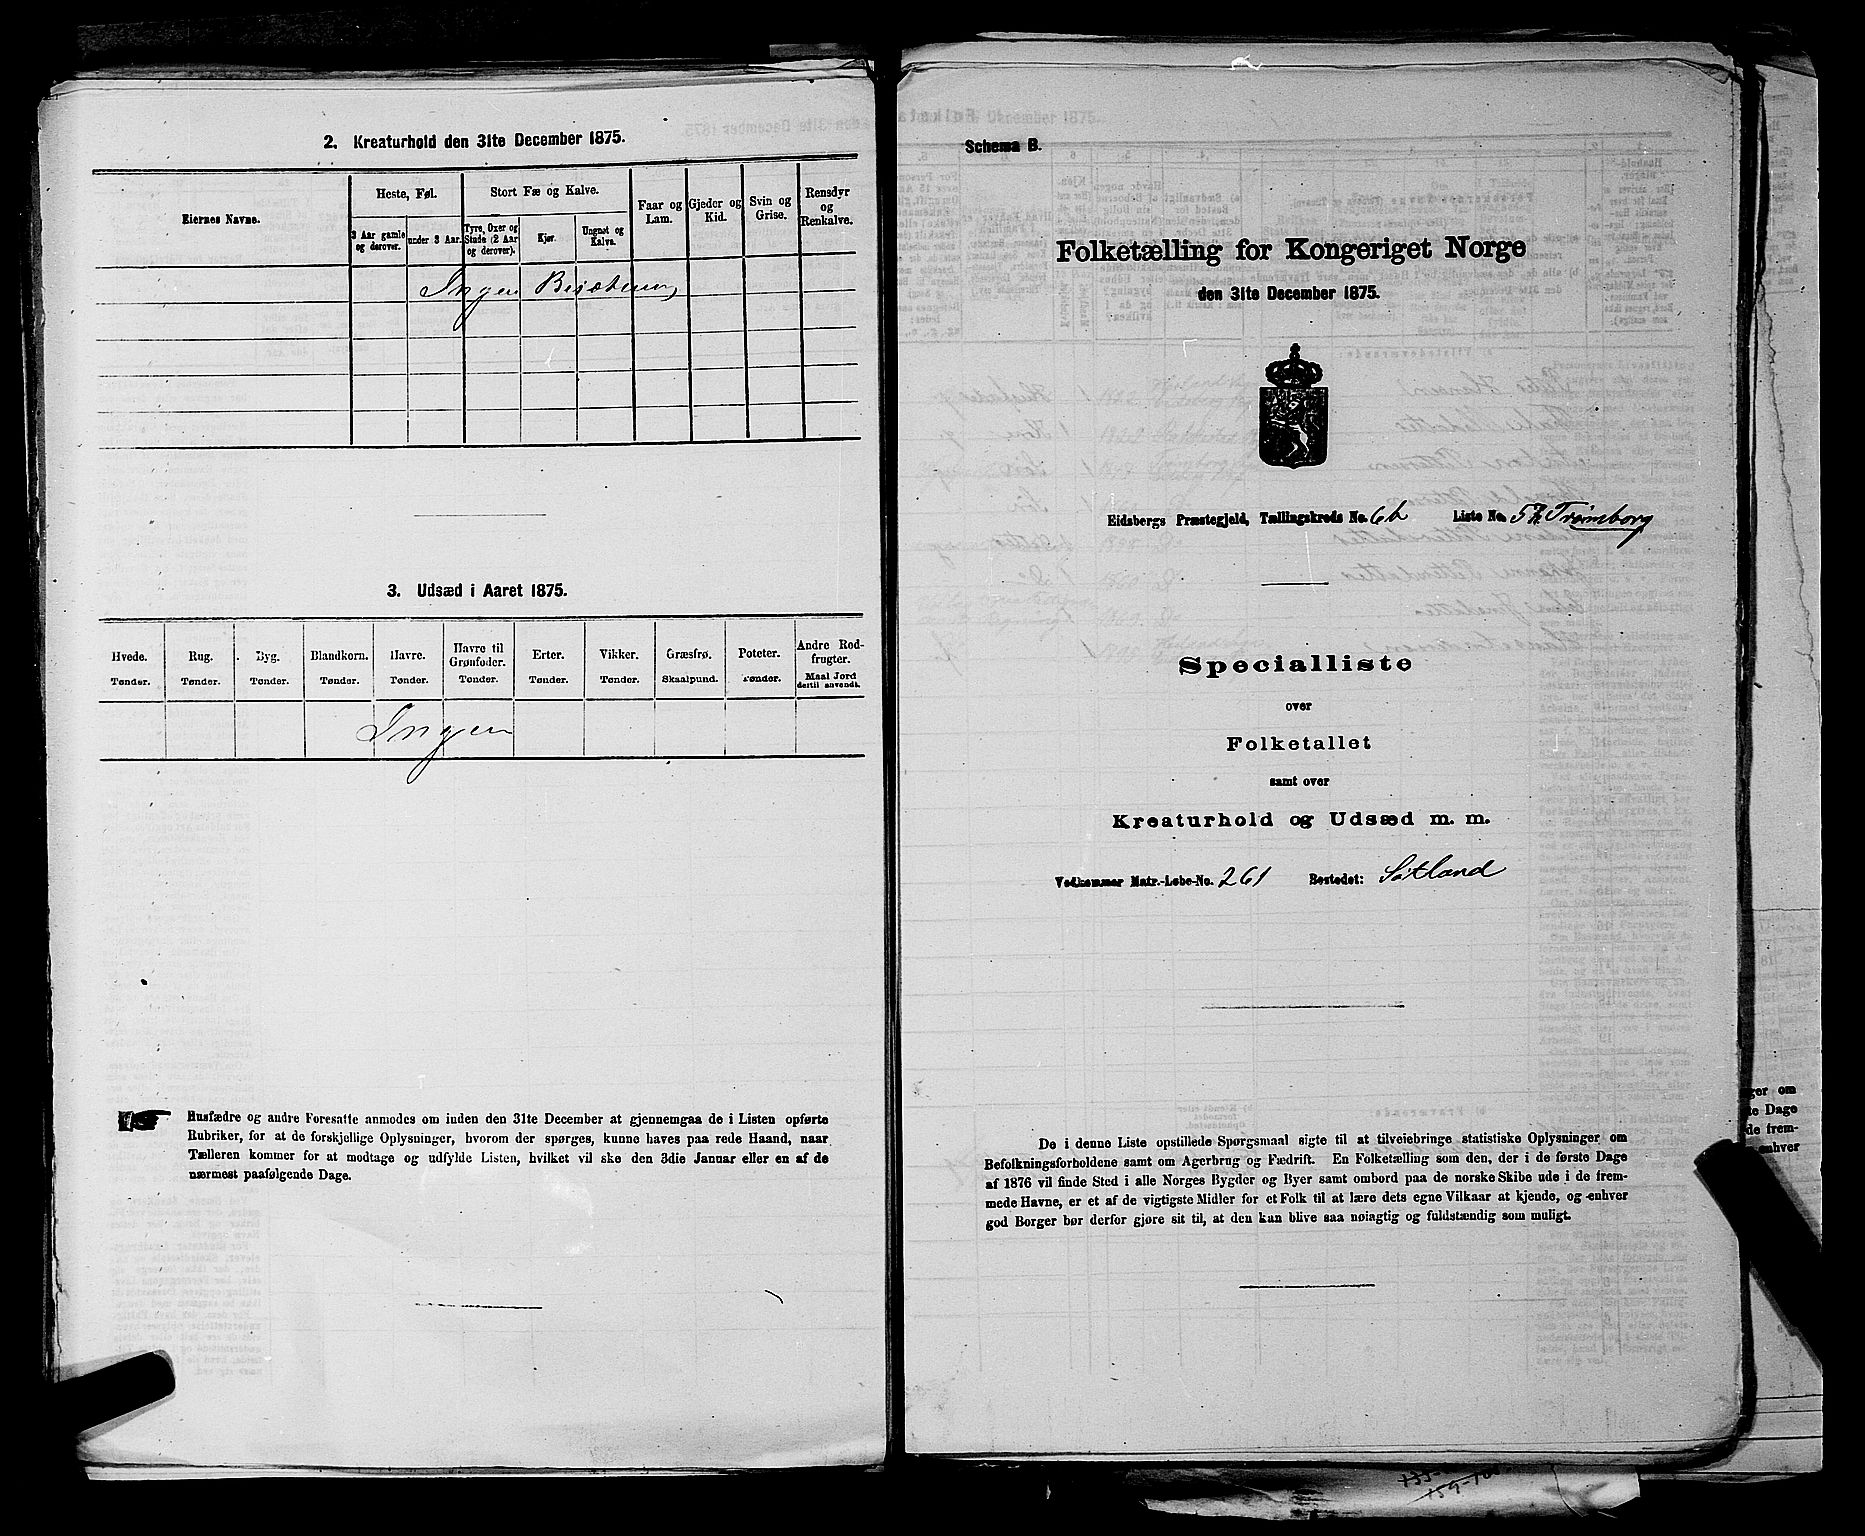 2. Kreaturhold den 31te December 1875.
Eiernes Navne.
Heste, Føl.
Stort Fæ og Kalve.
Faar og Lam.
Gjeder og Kid.
Svin og Grise.
Rensdyr og Renkalve.
3 Aar gamle og derover.
under 3 Aar.
Tyre, Oxer og Stude (2 Aar og derover).
Kjør.
Ungnøt og Kalve.
Ingen
3. Udsæd i Aaret 1875.
Hvede. Tønder.
Rug. Tønder.
Byg. Tønder.
Blandkorn. Tønder.
Havre. Tønder.
Havre til Grønfoder. Tønder.
Erter. Tønder.
Vikker. Tønder.
Græsfrø. Skaalpund.
Poteter. Tønder.
Andre Rodfrugter. Maal Jord dertil anvendt.
Ingen
Husfædre og andre Foresatte anmodes om inden den 31te December at gjennemgaa de i Listen opførte
Rubriker, for at de forskjellige Oplysninger, hvorom der spørges, kunne haves paa rede Haand, naar
Tælleren kommer for at modtage og udfylde Listen, hvilket vil ske den 3die Januar eller en af de
nærmest paafølgende Dage.
Schema B.
Folketælling for Kongeriget Norge
den 31te December 1875.
Eidsbergs Præstegjeld, Tællingskreds No. 6b Liste No. Trømborg
Specialliste
over
Folketallet
samt over
Kreaturhold og Udsæd m. m.
Vedkommer Matr.-Løbe-No. 261 Bostedet: Sotland
De i denne Liste opstillede Spørgsmaal sigte til at tilveiebringe statistiske Oplysninger om
Befolkningsforholdene samt om Agerbrug og Fædrift. En Folketælling som den, der i de første Dage
af 1876 vil finde Sted i alle Norges Bygder og Byer samt ombord paa de norske Skibe ude i de frem-
mede Havne, er et af de vigtigste Midler for et Folk til at lære dets egne Vilkaar at kjende, og enhver
god Borger bør derfor gjøre sit til, at den kan blive saa nøiagtig og fuldstændig som muligt.